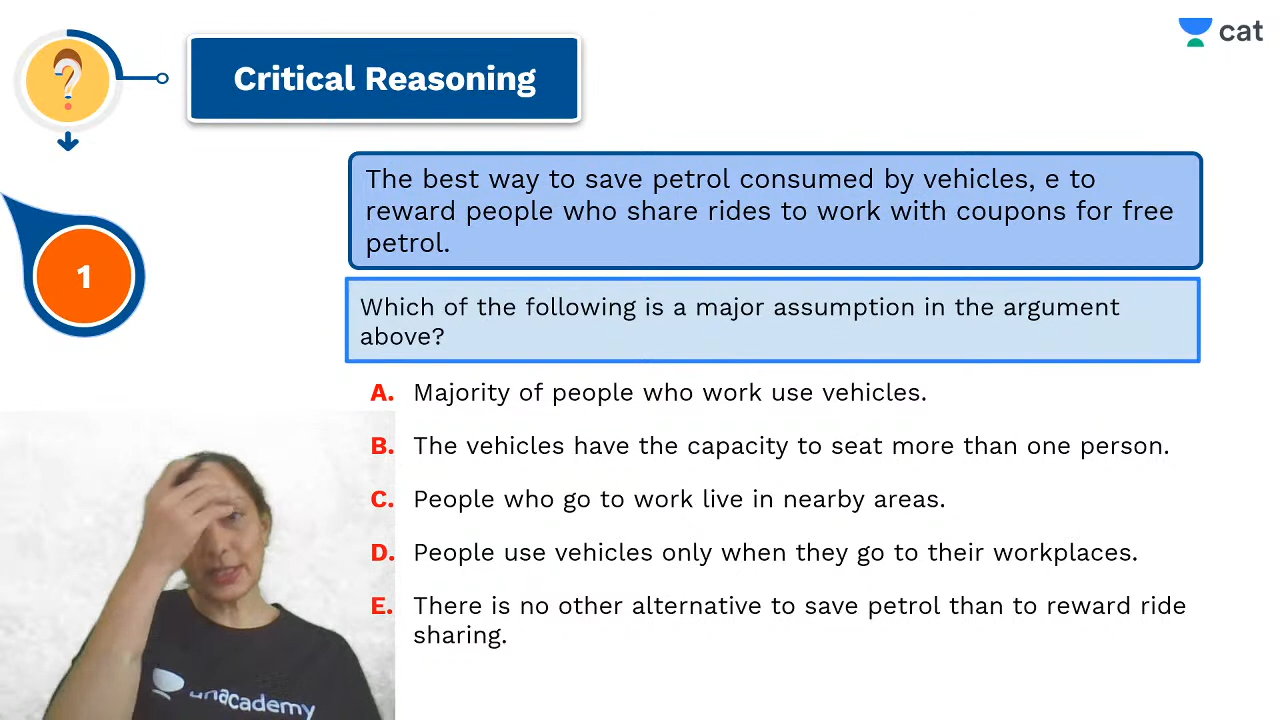 cat
Critical Reasoning
The best way to save petrol consumed by vehicles, e to
reward people who share rides to work with coupons for free
petrol.
1
Which of the following is a major assumption in the argument
above?
A. Majority of people who work use vehicles.
B. The vehicles have the capacity to seat more than one person.
C. People who go to work live in nearby areas.
D. People use vehicles only when they go to their workplaces.
E. There is no other alternative to save petrol than to reward ride
sharing.
unacademy